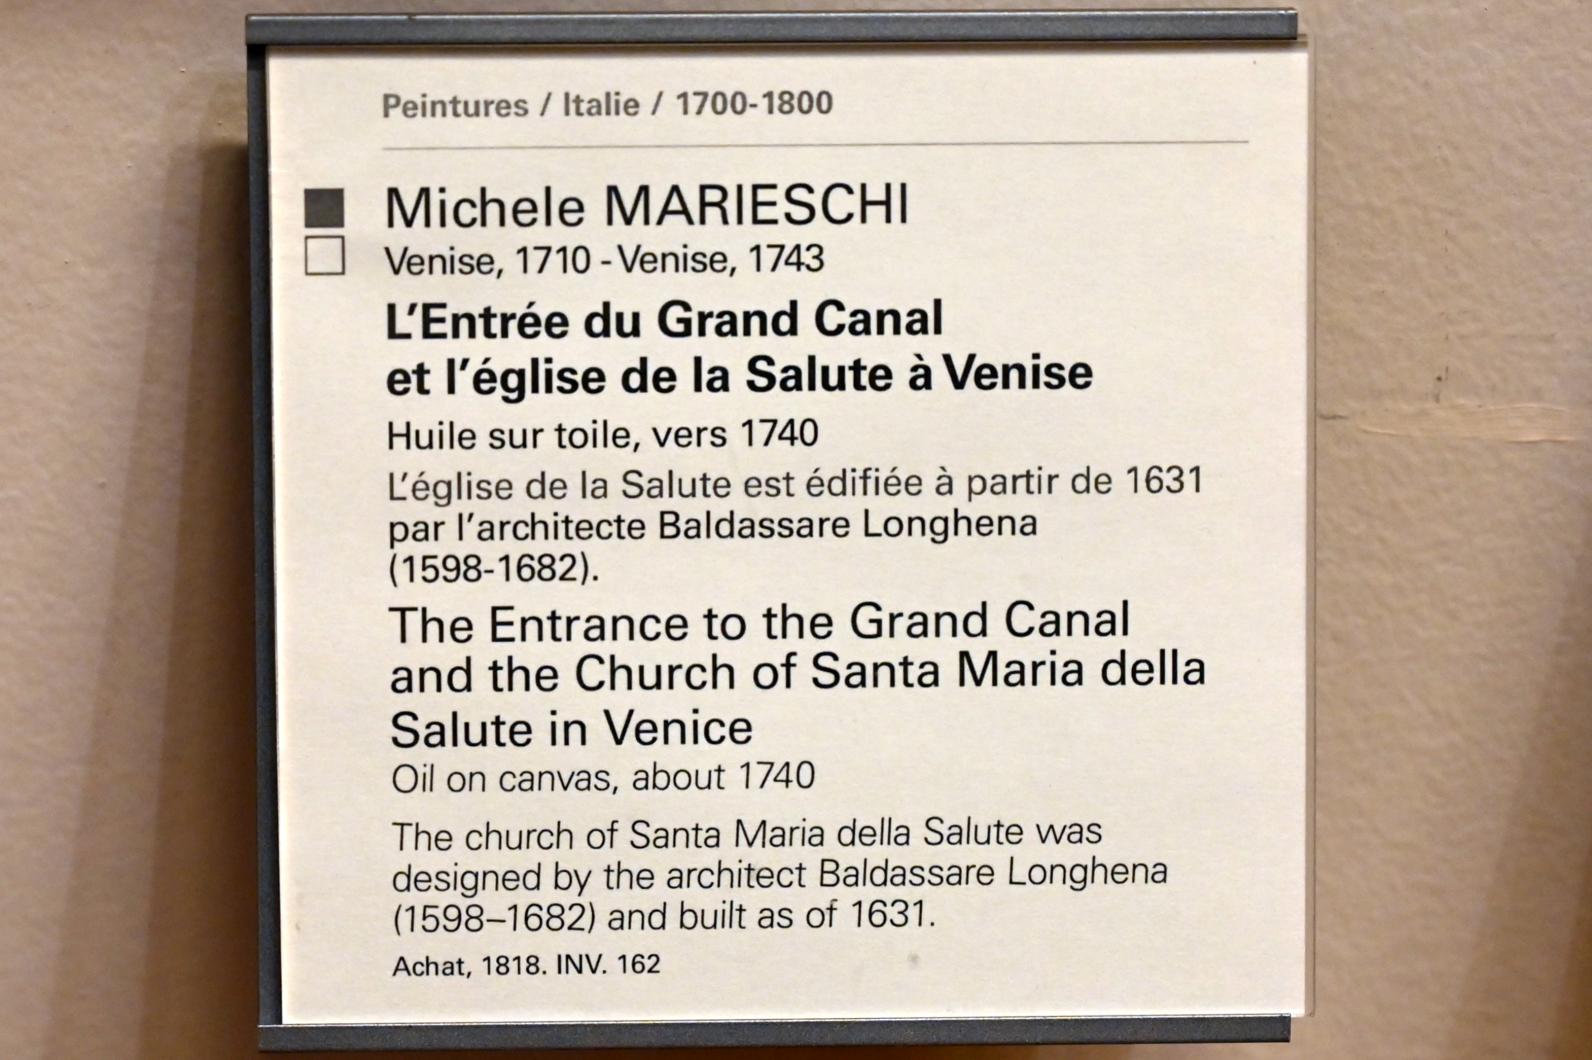 Peintures / Italie / 1700-1800
Michele MARIESCHI
Venise, 1710 - Venise, 1743
L'Entrée du Grand Canal
et l'église de la Salute à Venise
Huile sur toile, vers 1740
L'église de la Salute est édifiée à partir de 1631
par l'architecte Baldassare Longhena
(1598-1682).
The Entrance to the Grand Canal
and the Church of Santa Maria della
Salute in Venice
Oil on canvas, about 1740
The church of Santa Maria della Salute was
designed by the architect Baldassare Longhena
(1598–1682) and built as of 1631.
Achat, 1818. INV. 162